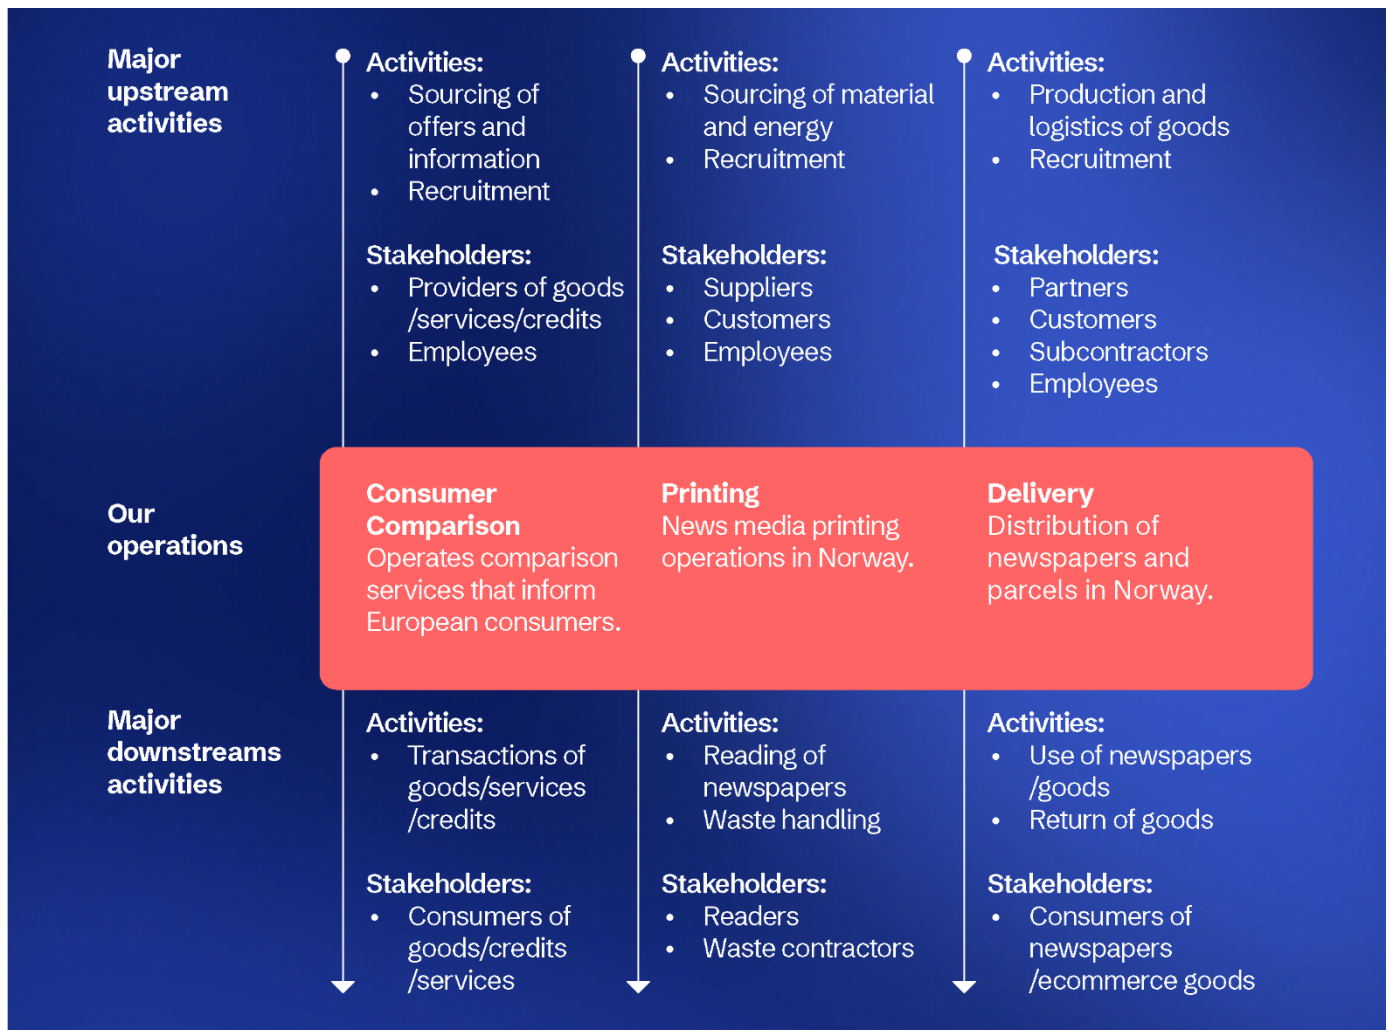 Major
upstream
activities
Activities:
• Sourcing of
offers and
information
• Recruitment
Stakeholders:
• Providers of goods
/services/credits
• Employees
Activities:
• Sourcing of material
and energy
• Recruitment
Stakeholders:
• Suppliers
• Customers
• Employees
Activities:
• Production and
logistics of goods
• Recruitment
Stakeholders:
• Partners
• Customers
• Subcontractors
• Employees
Our
operations
Consumer
Comparison
Operates comparison
services that inform
European consumers.
Printing
News media printing
operations in Norway.
Delivery
Distribution of
newspapers and
parcels in Norway.
Major
downstreams
activities
Activities:
• Transactions of
goods/services
/credits
Stakeholders:
• Consumers of
goods/credits
/services
Activities:
• Reading of
newspapers
• Waste handling
Stakeholders:
• Readers
• Waste contractors
Activities:
• Use of newspapers
/goods
• Return of goods
Stakeholders:
• Consumers of
newspapers
/ecommerce goods